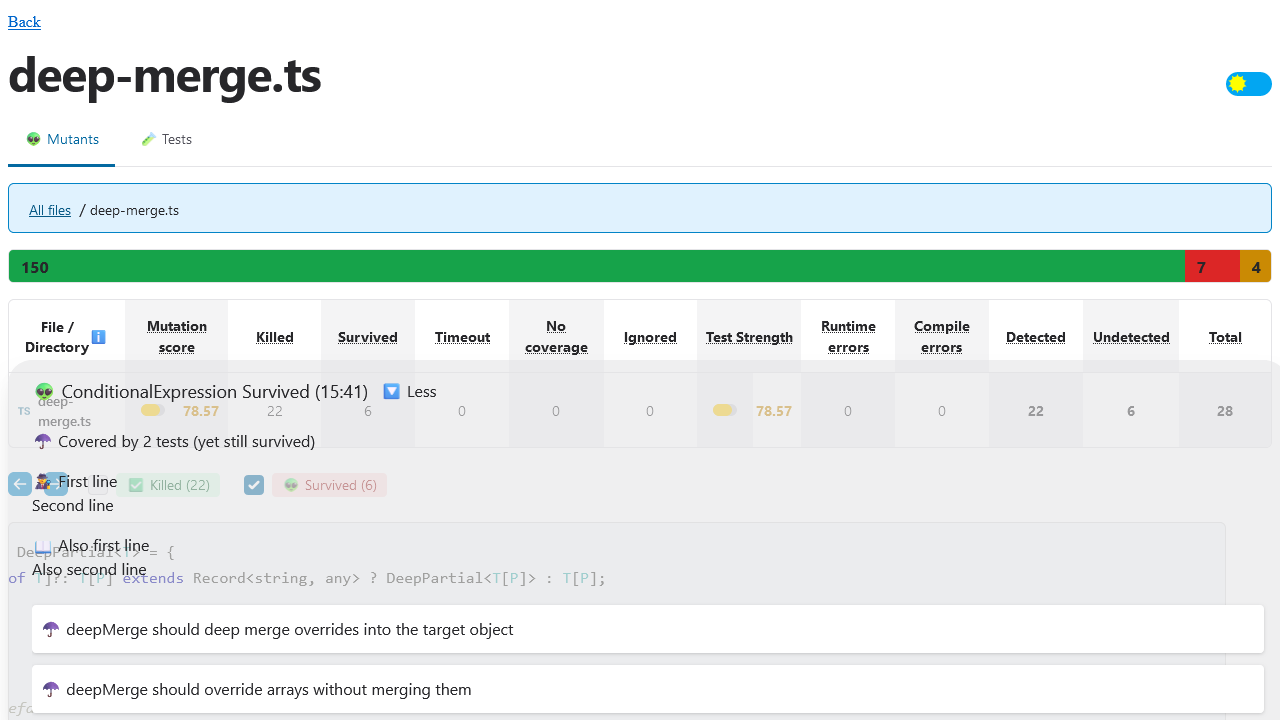 Back
deep-merge.ts
Mutants
Tests
All files / deep-merge.ts
150 7 4
File / Directory
Mutation score
Killed
Survived
Timeout
No coverage
Ignored
Test Strength
Runtime errors
Compile errors
Detected
Undetected
Total
ConditionalExpression Survived (15:41) Less
TS deep-merge.ts 78.57 22 6 0 0 0 78.57 0 0 22 6 28
Covered by 2 tests (yet still survived)
First line
Killed (22) Survived (6)
Second line
Also first line
DeepPartial<T> = {
Also second line
of T]?: T[P] extends Record<string, any> ? DeepPartial<T[P]> : T[P];
deepMerge should deep merge overrides into the target object
deepMerge should override arrays without merging them